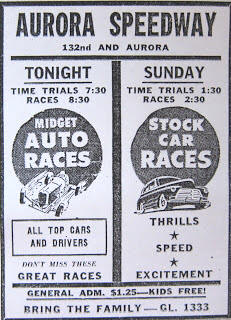 AURORA SPEEDWAY
132nd AND AURORA
TONIGHT
TIME TRIALS 7:30
RACES 8:30
MIDGET
AUTO
RACES
ALL TOP CARS
AND DRIVERS
DON'T MISS THESE
GREAT RACES
SUNDAY
TIME TRIALS 1:30
RACES 2:30
STOCK
CAR
RACES
THRILLS
★
SPEED
★
EXCITEMENT
GENERAL ADM. $1.25—KIDS FREE!
BRING THE FAMILY — GL. 1333